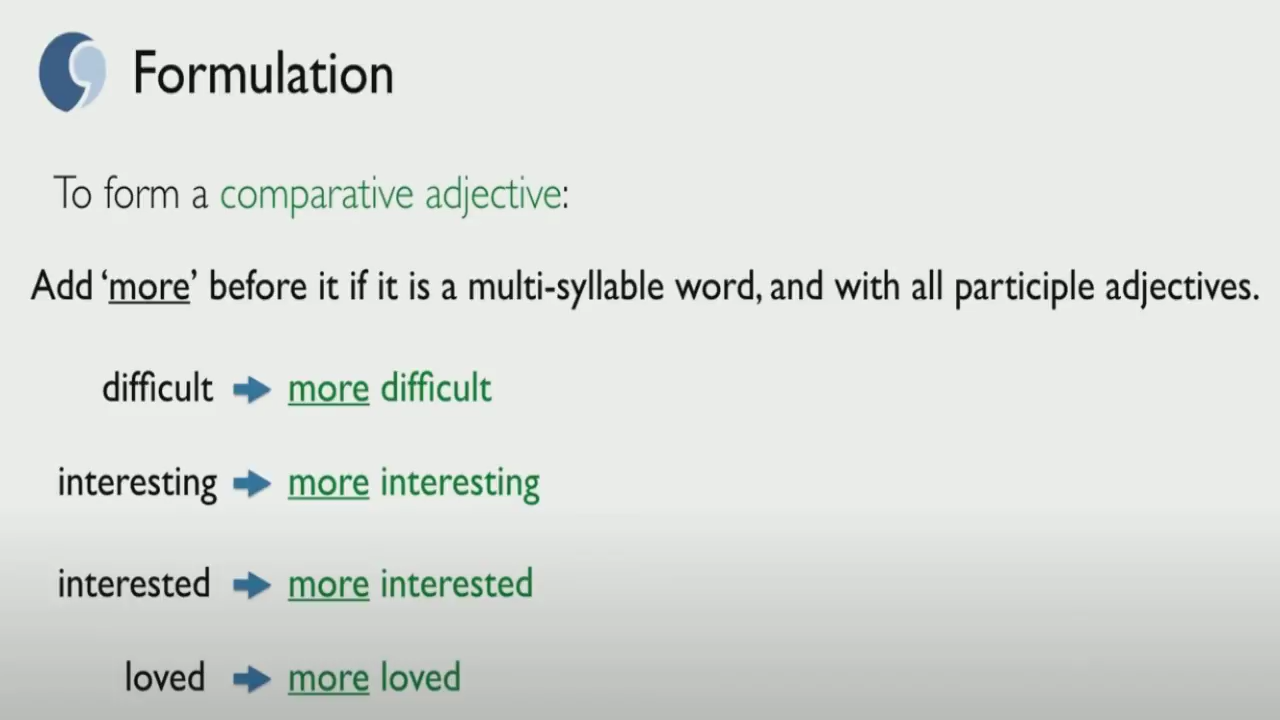 Formulation
To form a comparative adjective:
Add ‘more’ before it if it is a multi-syllable word, and with all participle adjectives.
difficult ➡ more difficult
interesting ➡ more interesting
interested ➡ more interested
loved ➡ more loved